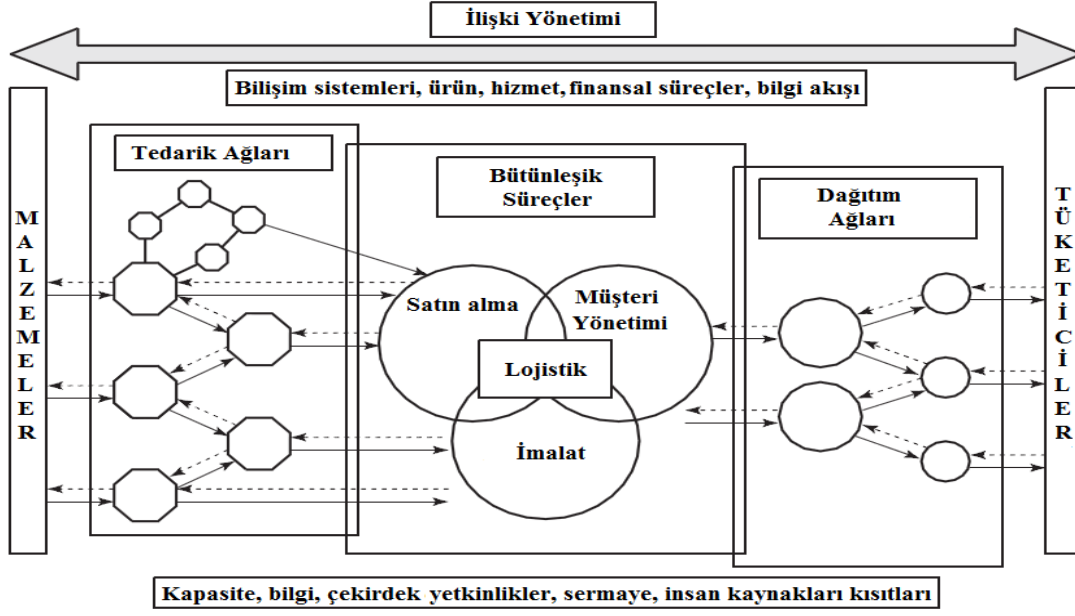 İlişki Yönetimi
Bilişim sistemleri, ürün, hizmet, finansal süreçler, bilgi akışı
Tedarik Ağları
Bütünleşik
Süreçler
Dağıtım
Ağları
MALZEMELER
TÜKETİCİLER
Satın alma
Müşteri
Yönetimi
Lojistik
İmalat
Kapasite, bilgi, çekirdek yetkinlikler, sermaye, insan kaynakları kısıtları